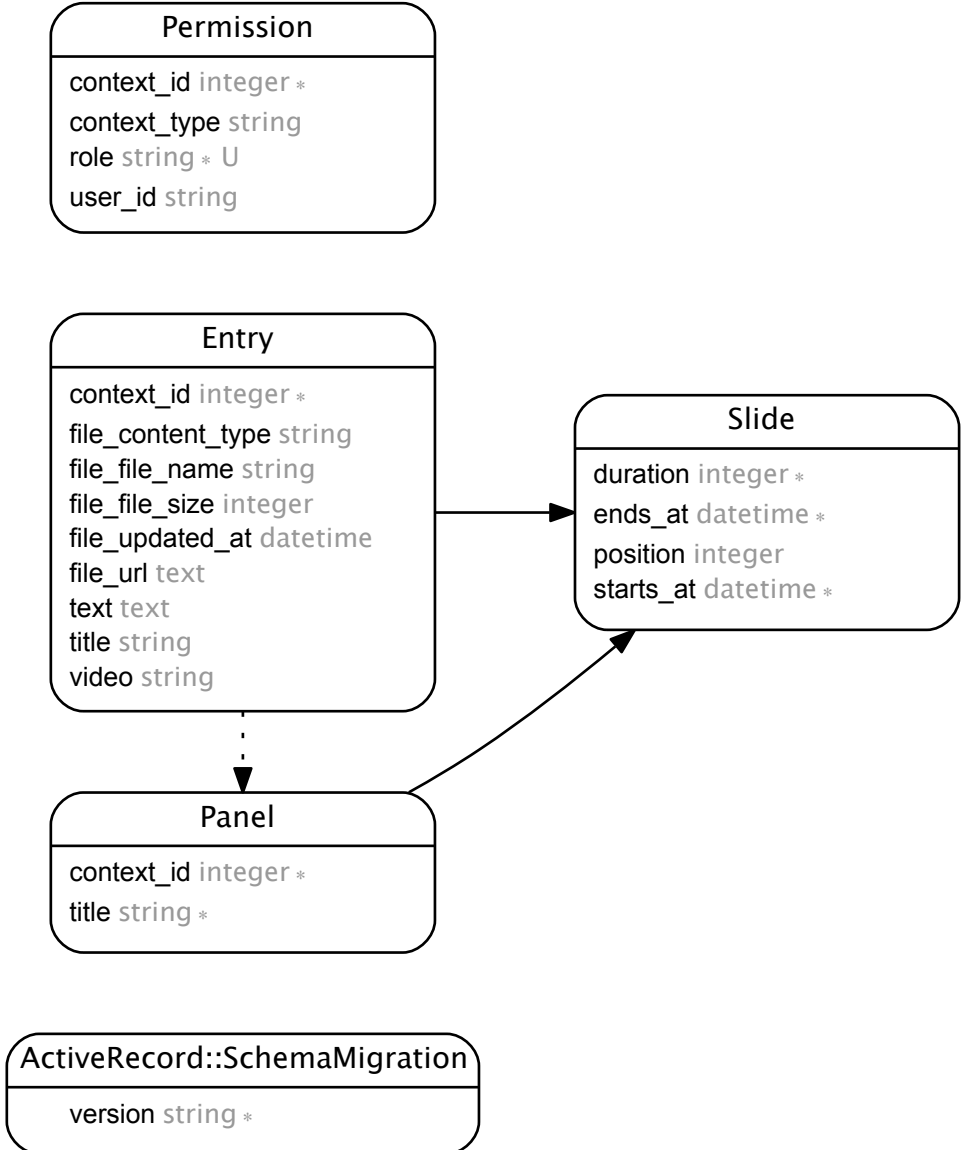 Permission
context_id integer *
context_type string
role string * U
user_id string
Entry
context_id integer *
file_content_type string
file_file_name string
file_file_size integer
file_updated_at datetime
file_url text
text text
title string
video string
Slide
duration integer *
ends_at datetime *
position integer
starts_at datetime *
Panel
context_id integer *
title string *
ActiveRecord::SchemaMigration
version string *